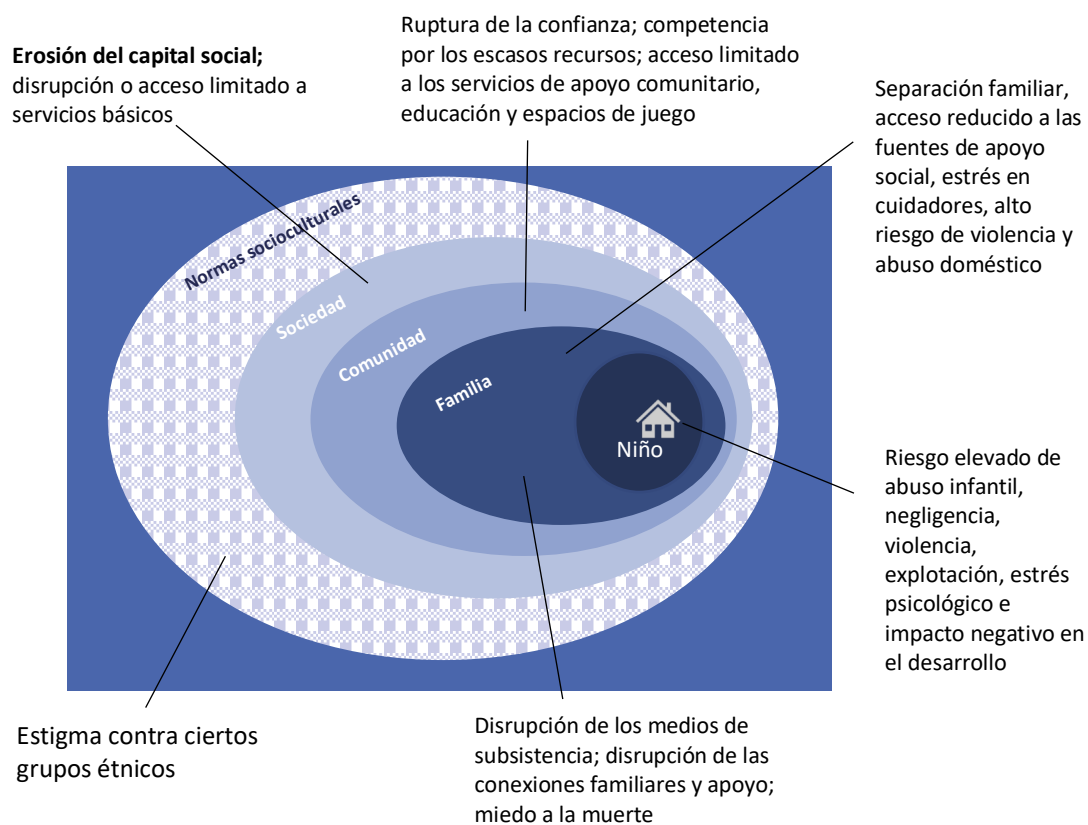 Erosión del capital social;
disrupción o acceso limitado a
servicios básicos
Ruptura de la confianza; competencia
por los escasos recursos; acceso limitado
a los servicios de apoyo comunitario,
educación y espacios de juego
Separación familiar,
acceso reducido a las
fuentes de apoyo
social, estrés en
cuidadores, alto
riesgo de violencia y
abuso doméstico
Normas socioculturales
Sociedad
Comunidad
Familia
Niño
Riesgo elevado de
abuso infantil,
negligencia,
violencia,
explotación, estrés
psicológico e
impacto negativo en
el desarrollo
Estigma contra ciertos
grupos étnicos
Disrupción de los medios de
subsistencia; disrupción de las
conexiones familiares y apoyo;
miedo a la muerte